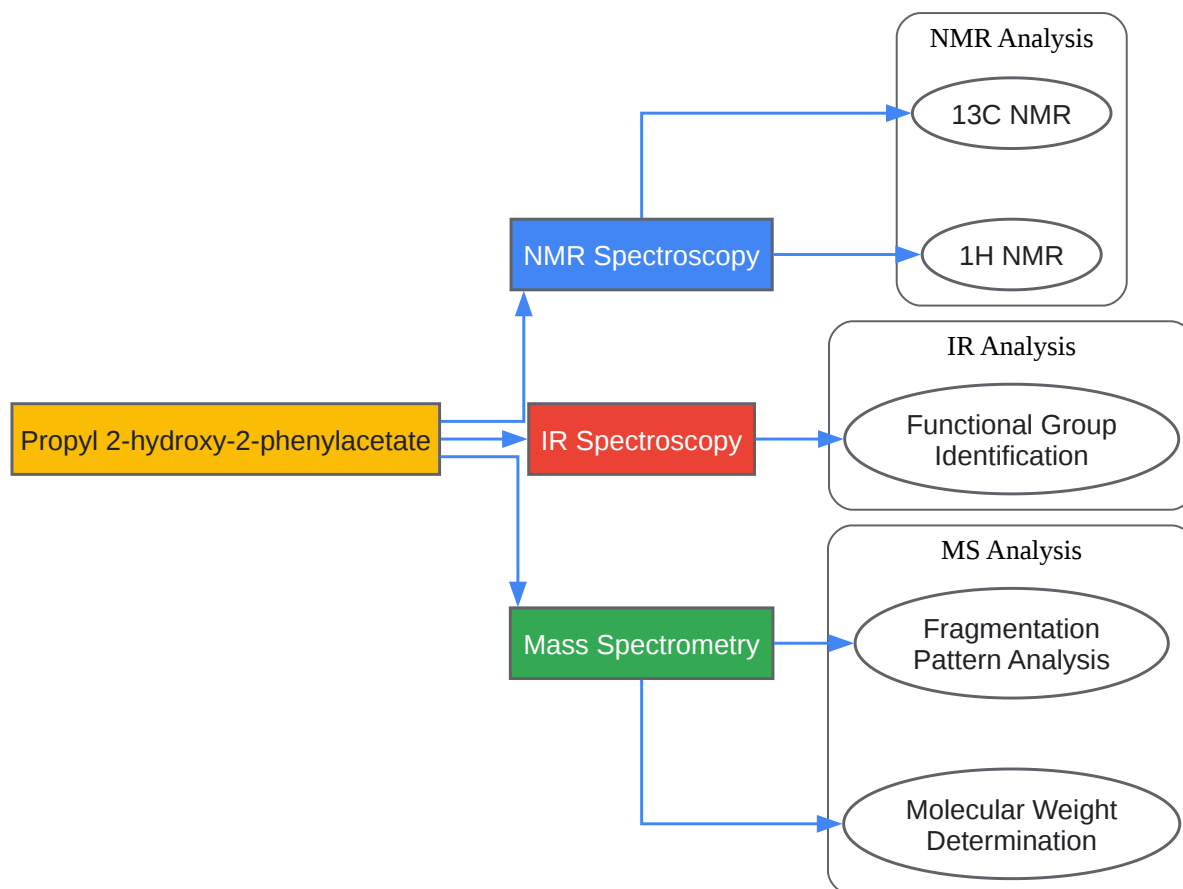 NMR Analysis
13C NMR
NMR Spectroscopy
1H NMR
IR Analysis
Propyl 2-hydroxy-2-phenylacetate
IR Spectroscopy
Functional Group
Identification
MS Analysis
Mass Spectrometry
Fragmentation
Pattern Analysis
Molecular Weight
Determination